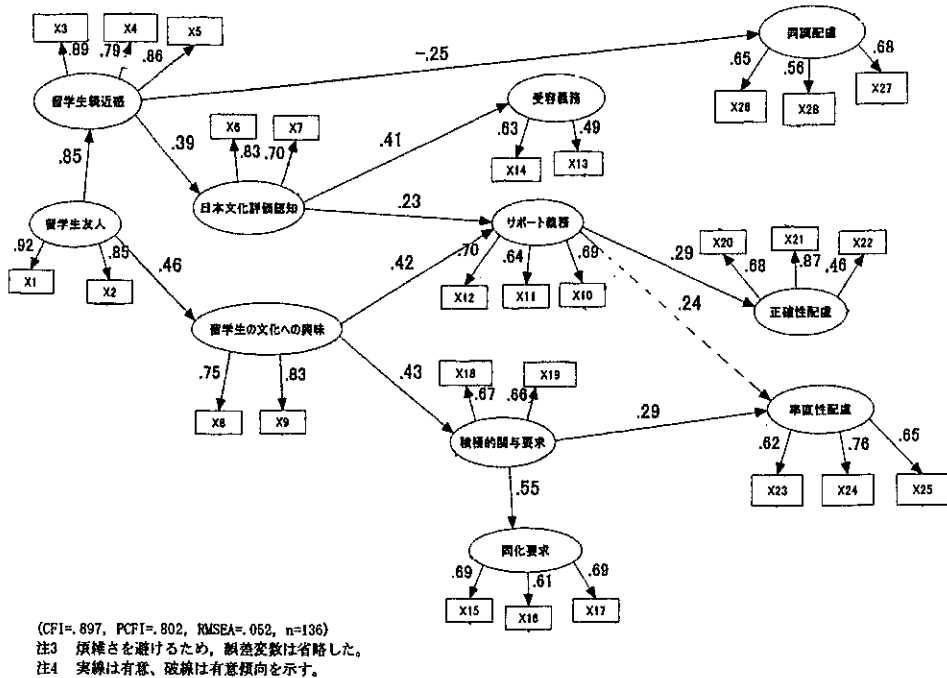 X3 X4 X5
.89 .79 .86
留学生親近感
-.25
同調配慮
.65 .56 .68
X26 X28 X27
.85
.39
X6 X7
.83 .70
日本文化評価認知
.41
受容義務
.63 .49
X14 X13
.23
留学生友人
.92 .85
X1 X2
.46
サポート義務
.70 .64 .69
X12 X11 X10
.42
.29
X20 X21 X22
.68 .87 .46
正確性配慮
.24
留学生の文化への興味
.75 .83
X8 X9
.43
X18 X19
.67 .66
積極的関与要求
.29
率直性配慮
.62 .76 .65
X23 X24 X25
.55
同化要求
.69 .61 .69
X15 X16 X17
(CFI=.897, PCFI=.802, RMSEA=.052, n=136)
注3 煩雑さを避けるため,誤差変数は省略した。
注4 実線は有意、破線は有意傾向を示す。